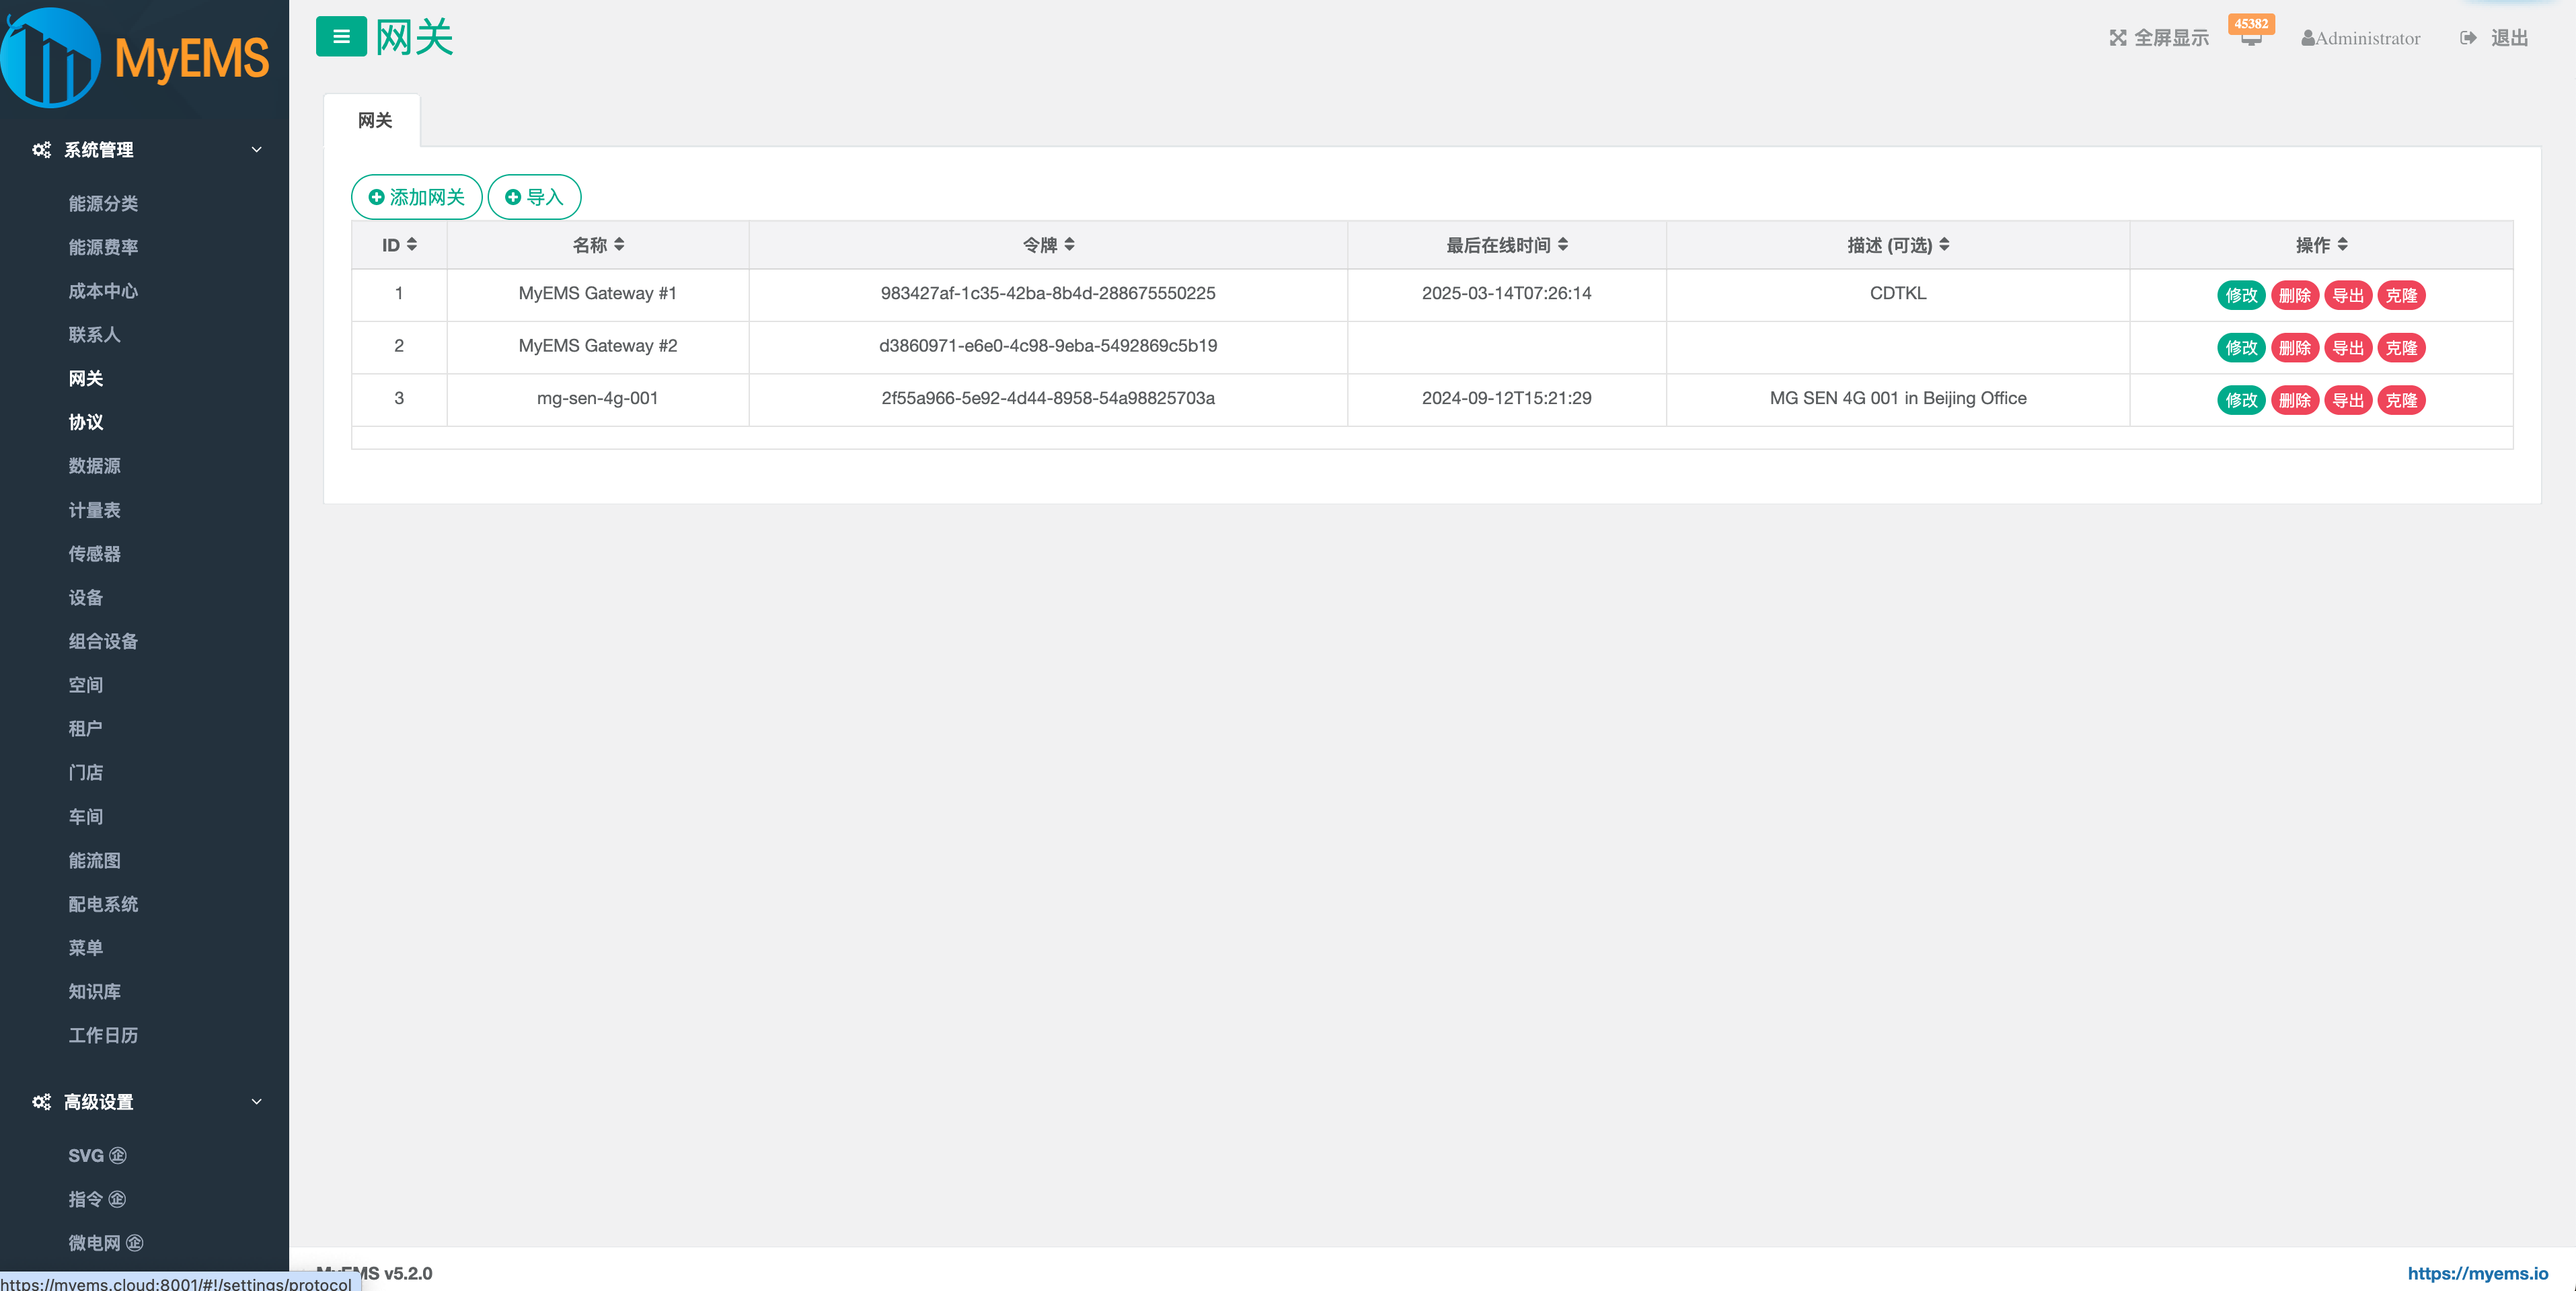 MyEMS
系统管理
能源分类
能源费率
成本中心
联系人
网关
协议
数据源
计量表
传感器
设备
组合设备
空间
租户
门店
车间
能流图
配电系统
菜单
知识库
工作日历
高级设置
SVG ㊭
指令 ㊭
微电网 ㊭
https://myems.cloud:8001/#!/settings/protocol
网关
全屏显示
45382
Administrator
退出
网关
添加网关 导入
ID 名称 令牌 最后在线时间 描述 (可选) 操作
1 MyEMS Gateway #1 983427af-1c35-42ba-8b4d-288675550225 2025-03-14T07:26:14 CDTKL 修改 删除 导出 克隆
2 MyEMS Gateway #2 d3860971-e6e0-4c98-9eba-5492869c5b19 修改 删除 导出 克隆
3 mg-sen-4g-001 2f55a966-5e92-4d44-8958-54a98825703a 2024-09-12T15:21:29 MG SEN 4G 001 in Beijing Office 修改 删除 导出 克隆
MyEMS v5.2.0
https://myems.io